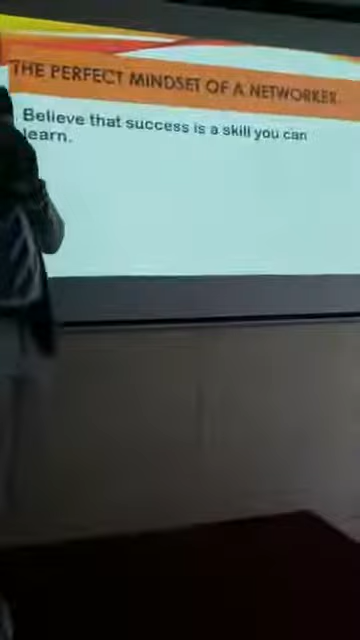 THE PERFECT MINDSET OF A NETWORKER
Believe that success is a skill you can
learn.